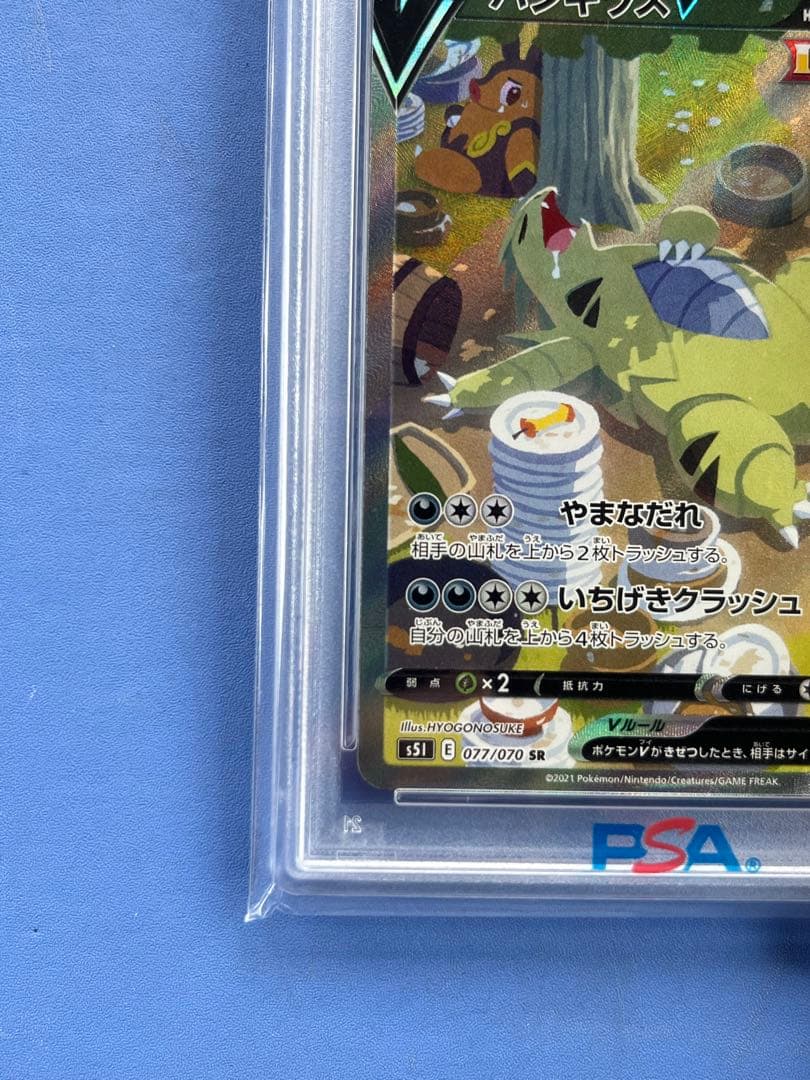 バンギラスV
やまなだれ
相手の山札を上から2枚トラッシュする。
いちげきクラッシュ
自分の山札を上から4枚トラッシュする。
弱点 ×2 抵抗力 にげる
Illus.HYOGONOSUKE
Vルール
s5I E 077/070 SR
ポケモンVがきぜつしたとき、相手はサイ
©2021 Pokémon/Nintendo/Creatures/GAME FREAK.
PSA®